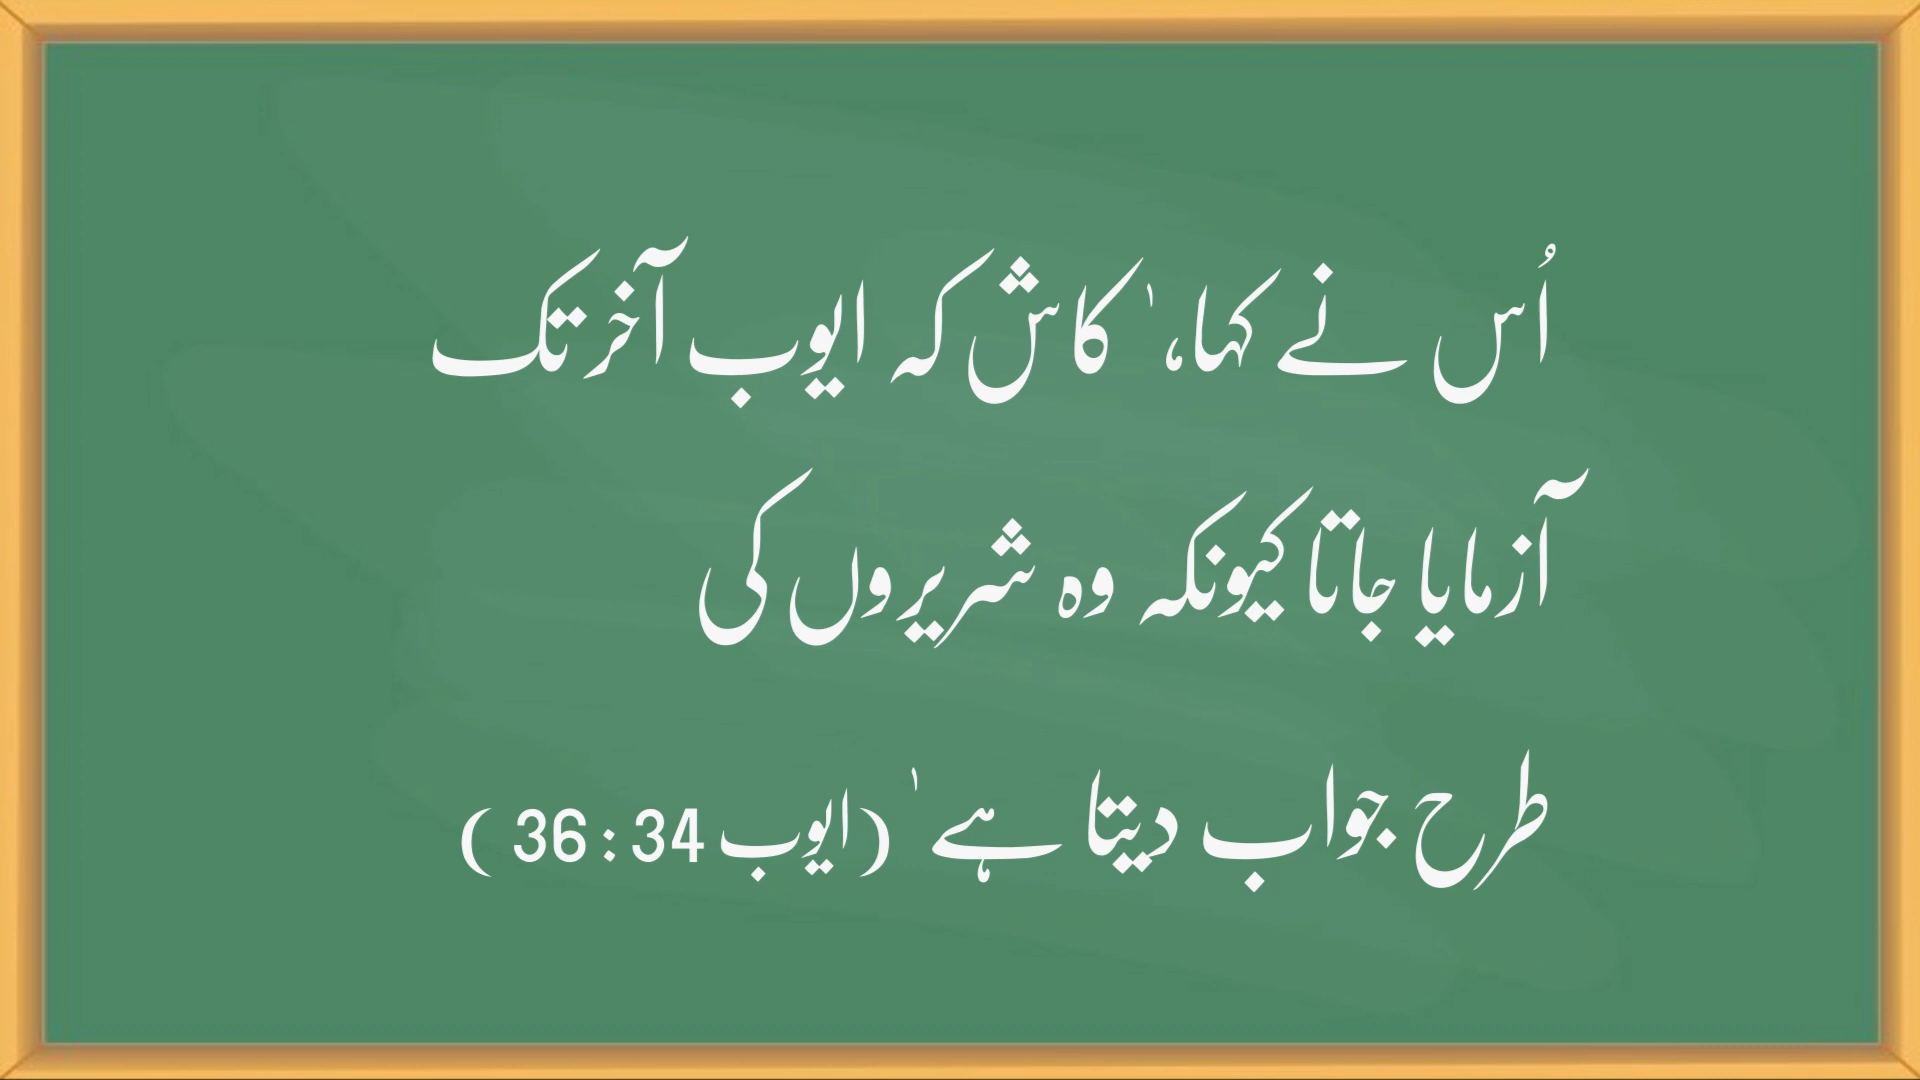 اُس نے کہا، ' کاش کہ ایوب آخر تک
آزمایا جاتا کیونکہ وہ شریروں کی
طرح جواب دیتا ہے ' (ایوب 34 : 36 )